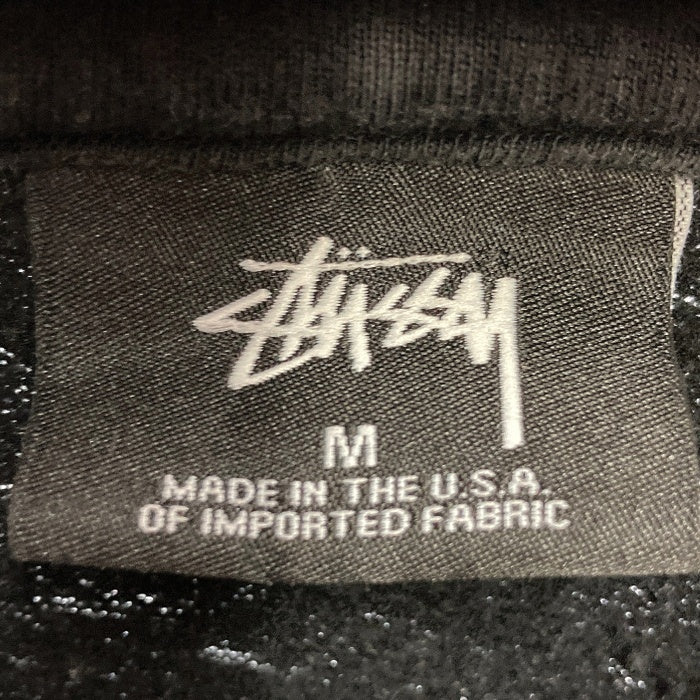 Stüssy
M
MADE IN THE U.S.A.
OF IMPORTED FABRIC